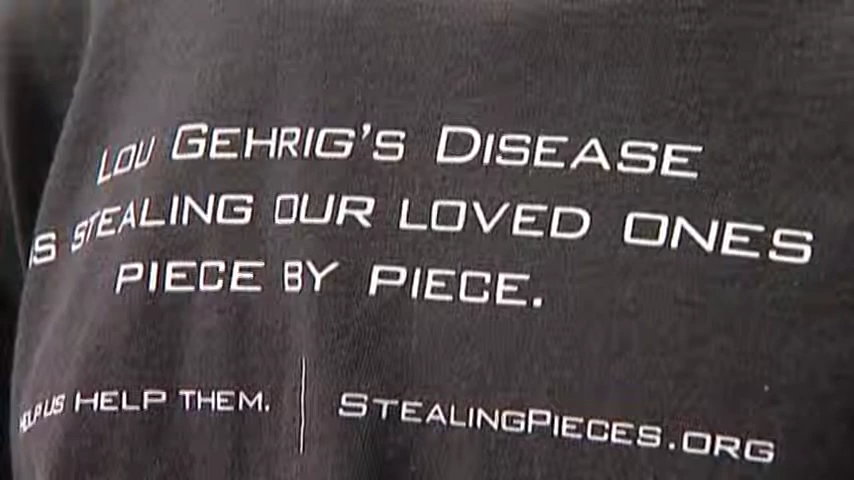 Lou Gehrig's Disease
is stealing our loved ones
piece by piece.
Help us help them. | StealingPieces.org